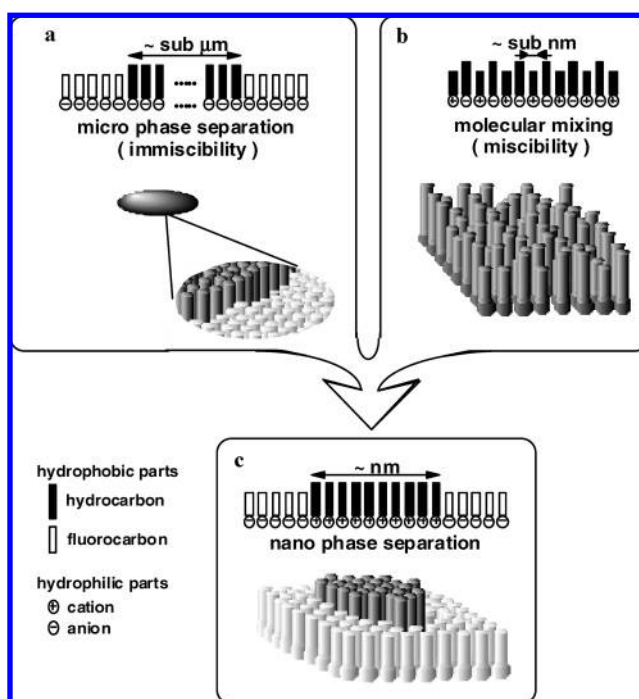 a
~ sub μm
micro phase separation
( immiscibility )
b
~ sub nm
molecular mixing
( miscibility )
hydrophobic parts
hydrocarbon
fluorocarbon
hydrophilic parts
+ cation
− anion
c
~ nm
nano phase separation